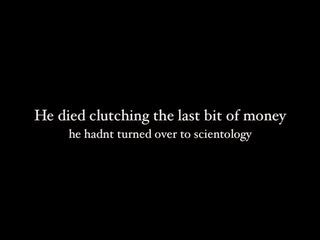 He died clutching the last bit of money
he hadnt turned over to scientology